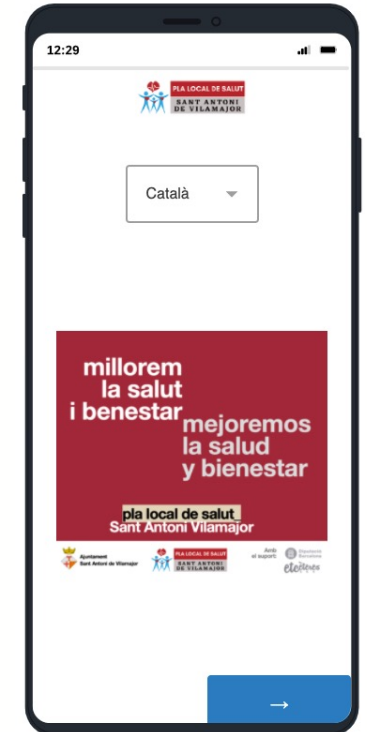 12:29
PLA LOCAL DE SALUT
SANT ANTONI
DE VILAMAJOR
Català
millorem
la salut
i benestar
mejoremos
la salud
y bienestar
pla local de salut
Sant Antoni Vilamajor
Ajuntament
Sant Antoni de Vilamajor
PLA LOCAL DE SALUT
SANT ANTONI
DE VILAMAJOR
Amb
el suport:
Diputació
Barcelona
→